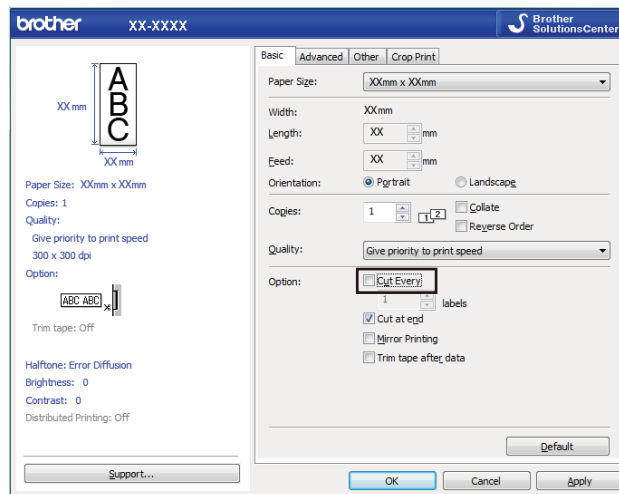 brother XX-XXXX
Brother
SolutionsCenter
A
B
C
XX mm
XX mm
Paper Size: XXmm x XXmm
Copies: 1
Quality:
Give priority to print speed
300 x 300 dpi
Option:
ABC ABC
Trim tape: Off
Halftone: Error Diffusion
Brightness: 0
Contrast: 0
Distributed Printing: Off
Support...
Basic Advanced Other Crop Print
Paper Size: XXmm x XXmm
Width: XXmm
Length: XX mm
Feed: XX mm
Orientation: Portrait Landscape
Copies: 1 1 2 Collate
Reverse Order
Quality: Give priority to print speed
Option: Cut Every
1 labels
Cut at end
Mirror Printing
Trim tape after data
Default
OK Cancel Apply